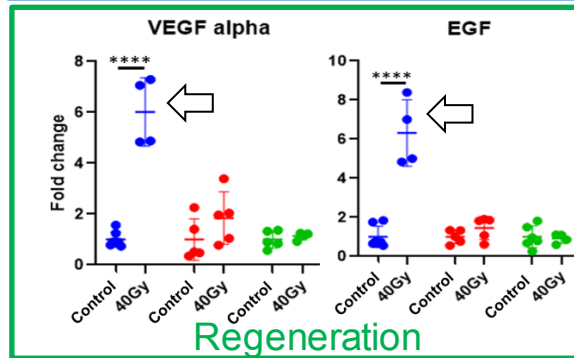 VEGF alpha
EGF
Fold change
8
6
4
2
0
****
Control
40Gy
Control
40Gy
Control
40Gy
10
8
6
4
2
0
****
Control
40Gy
Control
40Gy
Control
40Gy
Regeneration